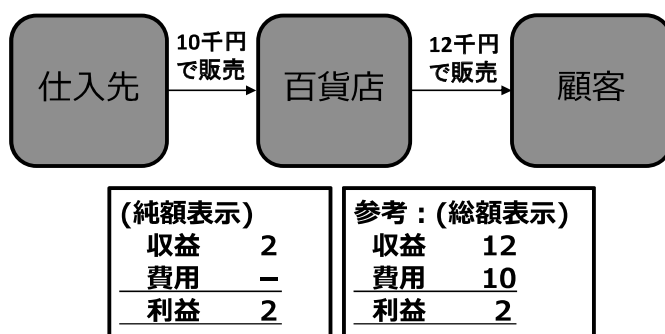 10千円
で販売
12千円
で販売
仕入先
百貨店
顧客
(純額表示)
収益 2
費用 –
利益 2
参考：(総額表示)
収益 12
費用 10
利益 2